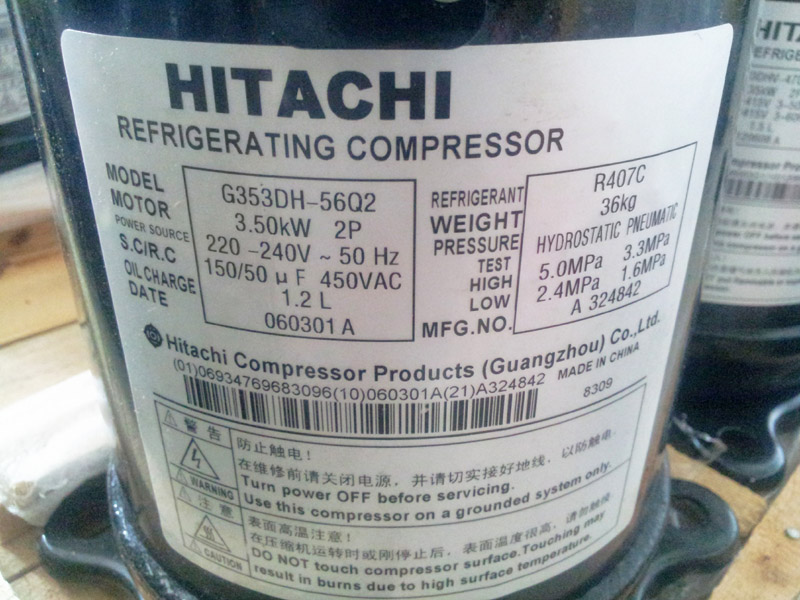 HITACHI
REFRIGERATING COMPRESSOR
MODEL G353DH-56Q2
MOTOR 3.50kW 2P
POWER SOURCE 220 -240V ~ 50 Hz
S.C/R.C 150/50 μF 450VAC
OIL CHARGE 1.2 L
DATE 060301A
REFRIGERANT R407C
WEIGHT 36kg
PRESSURE HYDROSTATIC PNEUMATIC
TEST
HIGH 5.0MPa 3.3MPa
LOW 2.4MPa 1.6MPa
MFG.NO. A 324842
Hitachi Compressor Products (Guangzhou) Co.,Ltd.
MADE IN CHINA
(01)06934769683096(10)060301A(21)A324842
8309
警 告
防止触电!
在维修前请关闭电源，并请切实接好地线，以防触电.
WARNING
Turn power OFF before servicing.
Use this compressor on a grounded system only.
注 意
表面高温注意!
在压缩机运转时或刚停止后，表面温度很高，请勿触摸
CAUTION
DO NOT touch compressor surface.Touching may
result in burns due to high surface temperature.
HIT